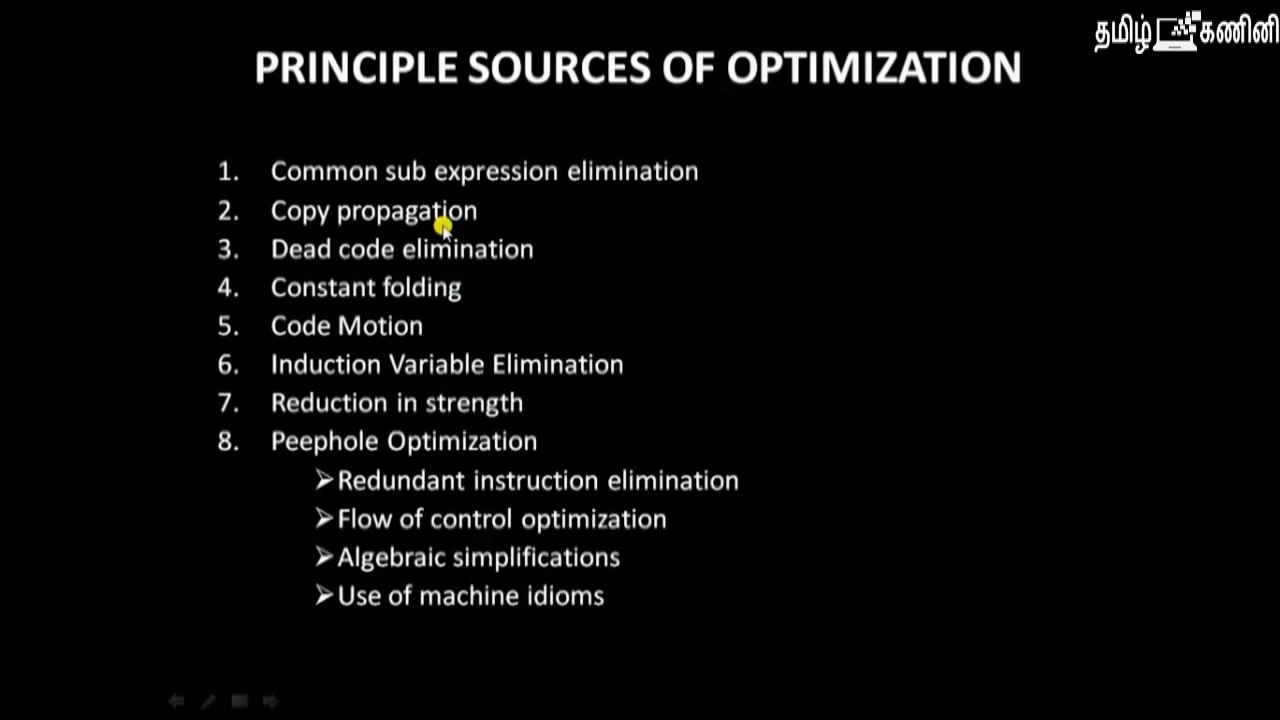 தமிழ் கணினி
PRINCIPLE SOURCES OF OPTIMIZATION
1. Common sub expression elimination
2. Copy propagation
3. Dead code elimination
4. Constant folding
5. Code Motion
6. Induction Variable Elimination
7. Reduction in strength
8. Peephole Optimization
➢Redundant instruction elimination
➢Flow of control optimization
➢Algebraic simplifications
➢Use of machine idioms